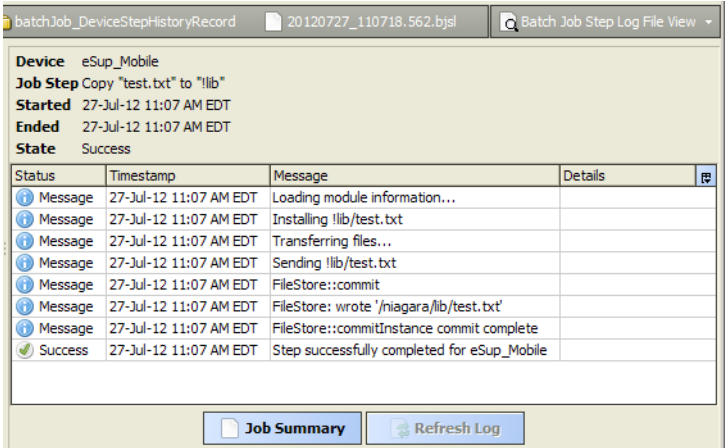 batchJob_DeviceStepHistoryRecord 20120727_110718.562.bjsl Batch Job Step Log File View
Device eSup_Mobile
Job Step Copy "test.txt" to "!lib"
Started 27-Jul-12 11:07 AM EDT
Ended 27-Jul-12 11:07 AM EDT
State Success
Status Timestamp Message Details
Message 27-Jul-12 11:07 AM EDT Loading module information...
Message 27-Jul-12 11:07 AM EDT Installing !lib/test.txt
Message 27-Jul-12 11:07 AM EDT Transferring files...
Message 27-Jul-12 11:07 AM EDT Sending !lib/test.txt
Message 27-Jul-12 11:07 AM EDT FileStore::commit
Message 27-Jul-12 11:07 AM EDT FileStore: wrote '/niagara/lib/test.txt'
Message 27-Jul-12 11:07 AM EDT FileStore::commitInstance commit complete
Success 27-Jul-12 11:07 AM EDT Step successfully completed for eSup_Mobile
Job Summary Refresh Log